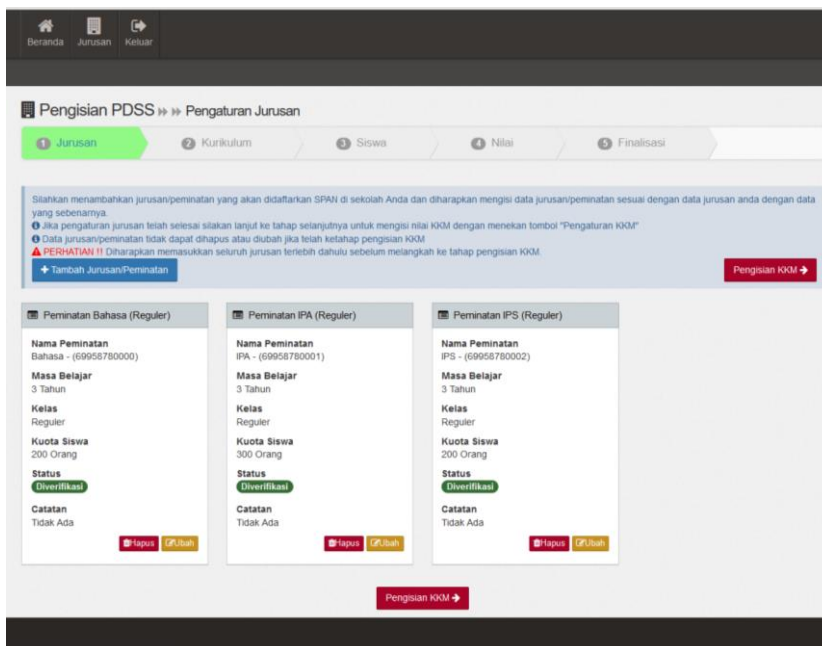 Beranda Jurusan Keluar
Pengisian PDSS Pengaturan Jurusan
1 Jurusan 2 Kurikulum 3 Siswa 4 Nilai 5 Finalisasi
Silahkan menambahkan jurusan/peminatan yang akan didaftarkan SPAN di sekolah Anda dan diharapkan mengisi data jurusan/peminatan sesuai dengan data jurusan anda dengan data
yang sebenarnya.
Jika pengaturan jurusan telah selesai silakan lanjut ke tahap selanjutnya untuk mengisi nilai KKM dengan menekan tombol "Pengaturan KKM"
Data jurusan/peminatan tidak dapat dihapus atau diubah jika telah ketahap pengisian KKM
PERHATIAN !! Diharapkan memasukkan seluruh jurusan terlebih dahulu sebelum melangkah ke tahap pengisian KKM.
+ Tambah Jurusan/Peminatan
Pengisian KKM
Peminatan Bahasa (Reguler)
Nama Peminatan
Bahasa - (69958780000)
Masa Belajar
3 Tahun
Kelas
Reguler
Kuota Siswa
200 Orang
Status
Diverifikasi
Catatan
Tidak Ada
Hapus Ubah
Peminatan IPA (Reguler)
Nama Peminatan
IPA - (69958780001)
Masa Belajar
3 Tahun
Kelas
Reguler
Kuota Siswa
300 Orang
Status
Diverifikasi
Catatan
Tidak Ada
Hapus Ubah
Peminatan IPS (Reguler)
Nama Peminatan
IPS - (69958780002)
Masa Belajar
3 Tahun
Kelas
Reguler
Kuota Siswa
200 Orang
Status
Diverifikasi
Catatan
Tidak Ada
Hapus Ubah
Pengisian KKM